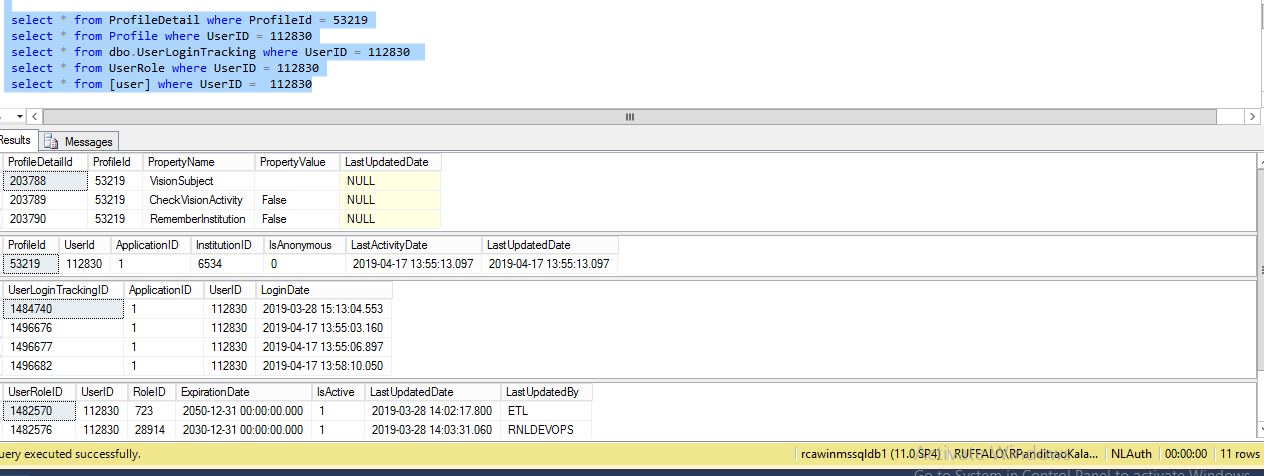 select * from ProfileDetail where ProfileId = 53219
select * from Profile where UserID = 112830
select * from dbo.UserLoginTracking where UserID = 112830
select * from UserRole where UserID = 112830
select * from [user] where UserID =  112830
Results Messages
ProfileDetailId ProfileId PropertyName PropertyValue LastUpdatedDate
203788 53219 VisionSubject NULL
203789 53219 CheckVisionActivity False NULL
203790 53219 RememberInstitution False NULL
ProfileId UserId ApplicationID InstitutionID IsAnonymous LastActivityDate LastUpdatedDate
53219 112830 1 6534 0 2019-04-17 13:55:13.097 2019-04-17 13:55:13.097
UserLoginTrackingID ApplicationID UserID LoginDate
1484740 1 112830 2019-03-28 15:13:04.553
1496676 1 112830 2019-04-17 13:55:03.160
1496677 1 112830 2019-04-17 13:55:06.897
1496682 1 112830 2019-04-17 13:58:10.050
UserRoleID UserID RoleID ExpirationDate IsActive LastUpdatedDate LastUpdatedBy
1482570 112830 723 2050-12-31 00:00:00.000 1 2019-03-28 14:02:17.800 ETL
1482576 112830 28914 2030-12-31 00:00:00.000 1 2019-03-28 14:03:31.060 RNLDEVOPS
uery executed successfully. rcawinmssqldb1 (11.0 SP4) NLAuth 00:00:00 11 rows
Activate Windows
Go to System in Control Panel to activate Windows